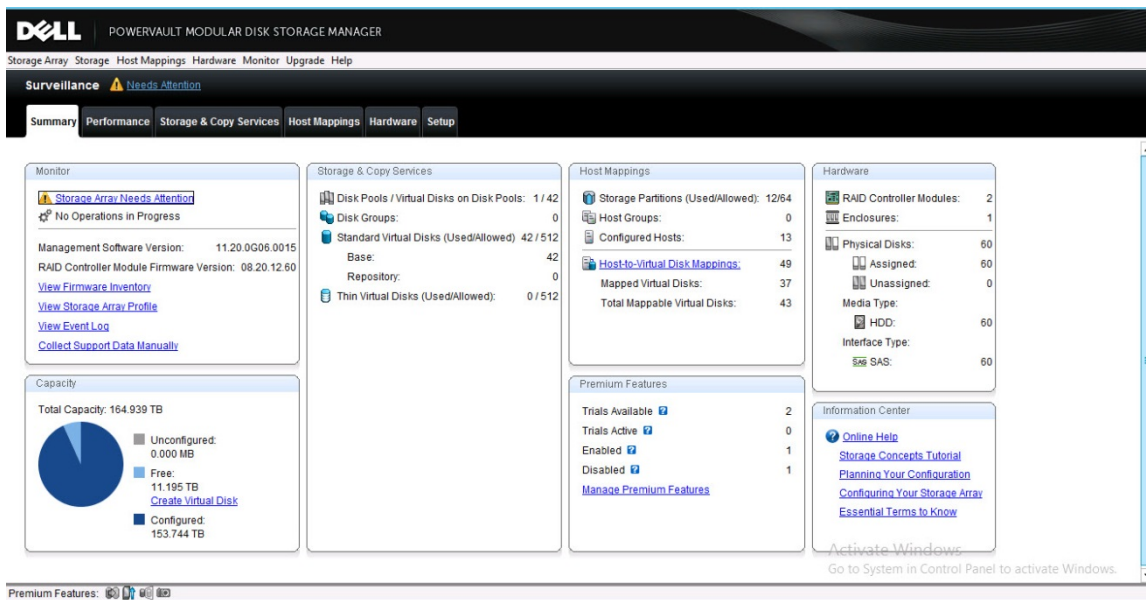 DELL POWERVAULT MODULAR DISK STORAGE MANAGER
Storage Array Storage Host Mappings Hardware Monitor Upgrade Help
Surveillance Needs Attention
Summary Performance Storage & Copy Services Host Mappings Hardware Setup
Monitor
Storage Array Needs Attention
No Operations in Progress
Management Software Version: 11.20.0G06.0015
RAID Controller Module Firmware Version: 08.20.12.60
View Firmware Inventory
View Storage Array Profile
View Event Log
Collect Support Data Manually
Capacity
Total Capacity: 164.939 TB
Unconfigured:
0.000 MB
Free:
11.195 TB
Create Virtual Disk
Configured:
153.744 TB
Storage & Copy Services
Disk Pools / Virtual Disks on Disk Pools: 1 / 42
Disk Groups: 0
Standard Virtual Disks (Used/Allowed) 42 / 512
Base: 42
Repository: 0
Thin Virtual Disks (Used/Allowed): 0 / 512
Host Mappings
Storage Partitions (Used/Allowed): 12/64
Host Groups: 0
Configured Hosts: 13
Host-to-Virtual Disk Mappings: 49
Mapped Virtual Disks: 37
Total Mappable Virtual Disks: 43
Premium Features
Trials Available ? 2
Trials Active ? 0
Enabled ? 1
Disabled ? 1
Manage Premium Features
Hardware
RAID Controller Modules: 2
Enclosures: 1
Physical Disks: 60
Assigned: 60
Unassigned: 0
Media Type:
HDD: 60
Interface Type:
SAS SAS: 60
Information Center
? Online Help
Storage Concepts Tutorial
Planning Your Configuration
Configuring Your Storage Array
Essential Terms to Know
Activate Windows
Go to System in Control Panel to activate Windows.
Premium Features: